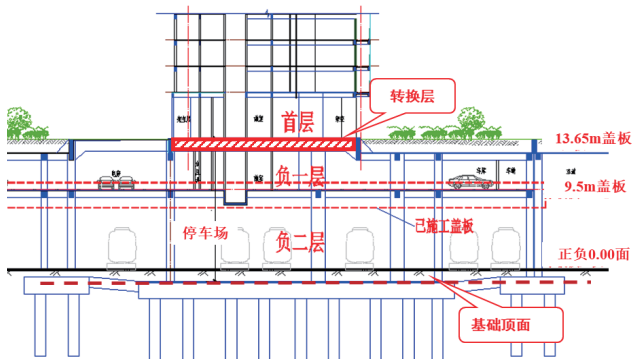 转换层
首层
13.65m盖板
负一层
9.5m盖板
已施工盖板
停车场
负二层
正负0.00面
基础顶面